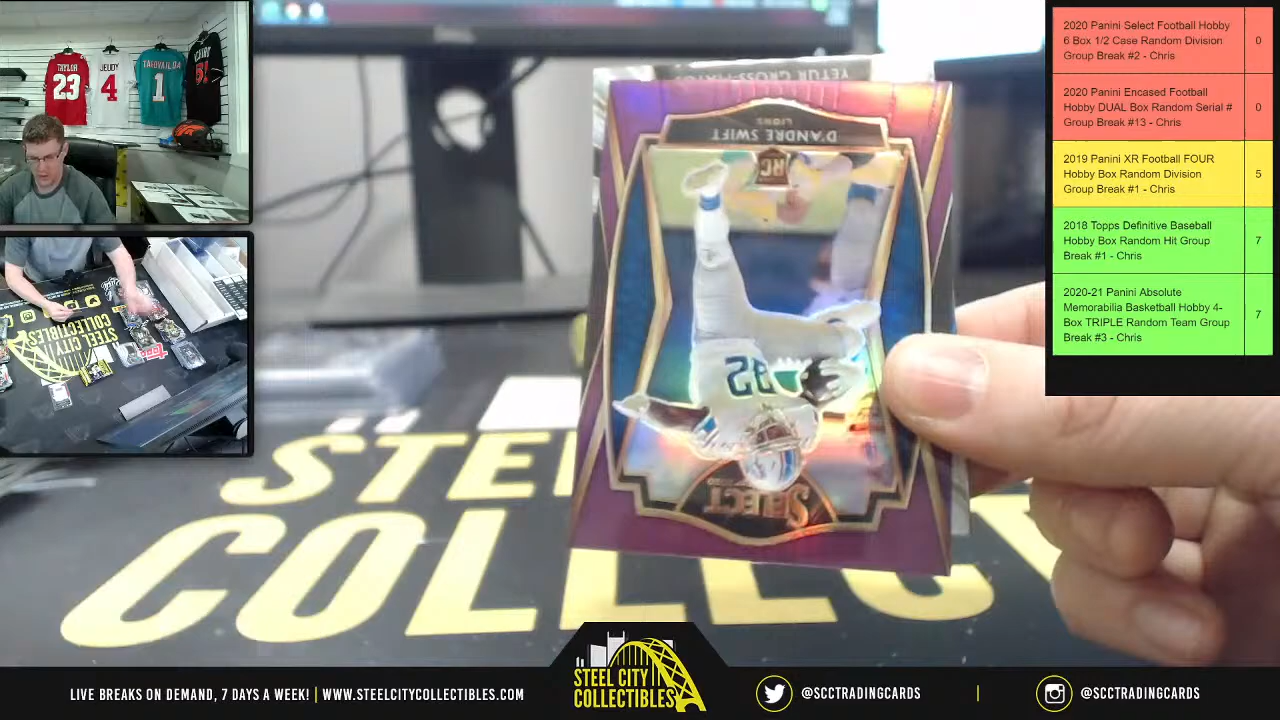 TAYLOR
23
JEUDY
4
TAGOVAILOA
1
2020 Panini Select Football Hobby
6 Box 1/2 Case Random Division
Group Break #2 - Chris
0
2020 Panini Encased Football
Hobby DUAL Box Random Serial #
Group Break #13 - Chris
0
2019 Panini XR Football FOUR
Hobby Box Random Division
Group Break #1 - Chris
5
2018 Topps Definitive Baseball
Hobby Box Random Hit Group
Break #1 - Chris
7
2020-21 Panini Absolute
Memorabilia Basketball Hobby 4-
Box TRIPLE Random Team Group
Break #3 - Chris
7
LIONS
D'ANDRE SWIFT
RC
SELECT
STEEL CITY
COLLECTIBLES
Topps
STEE
COLLEC
LIVE BREAKS ON DEMAND, 7 DAYS A WEEK! | WWW.STEELCITYCOLLECTIBLES.COM
STEEL CITY
COLLECTIBLES
@SCCTRADINGCARDS
|
@SCCTRADINGCARDS